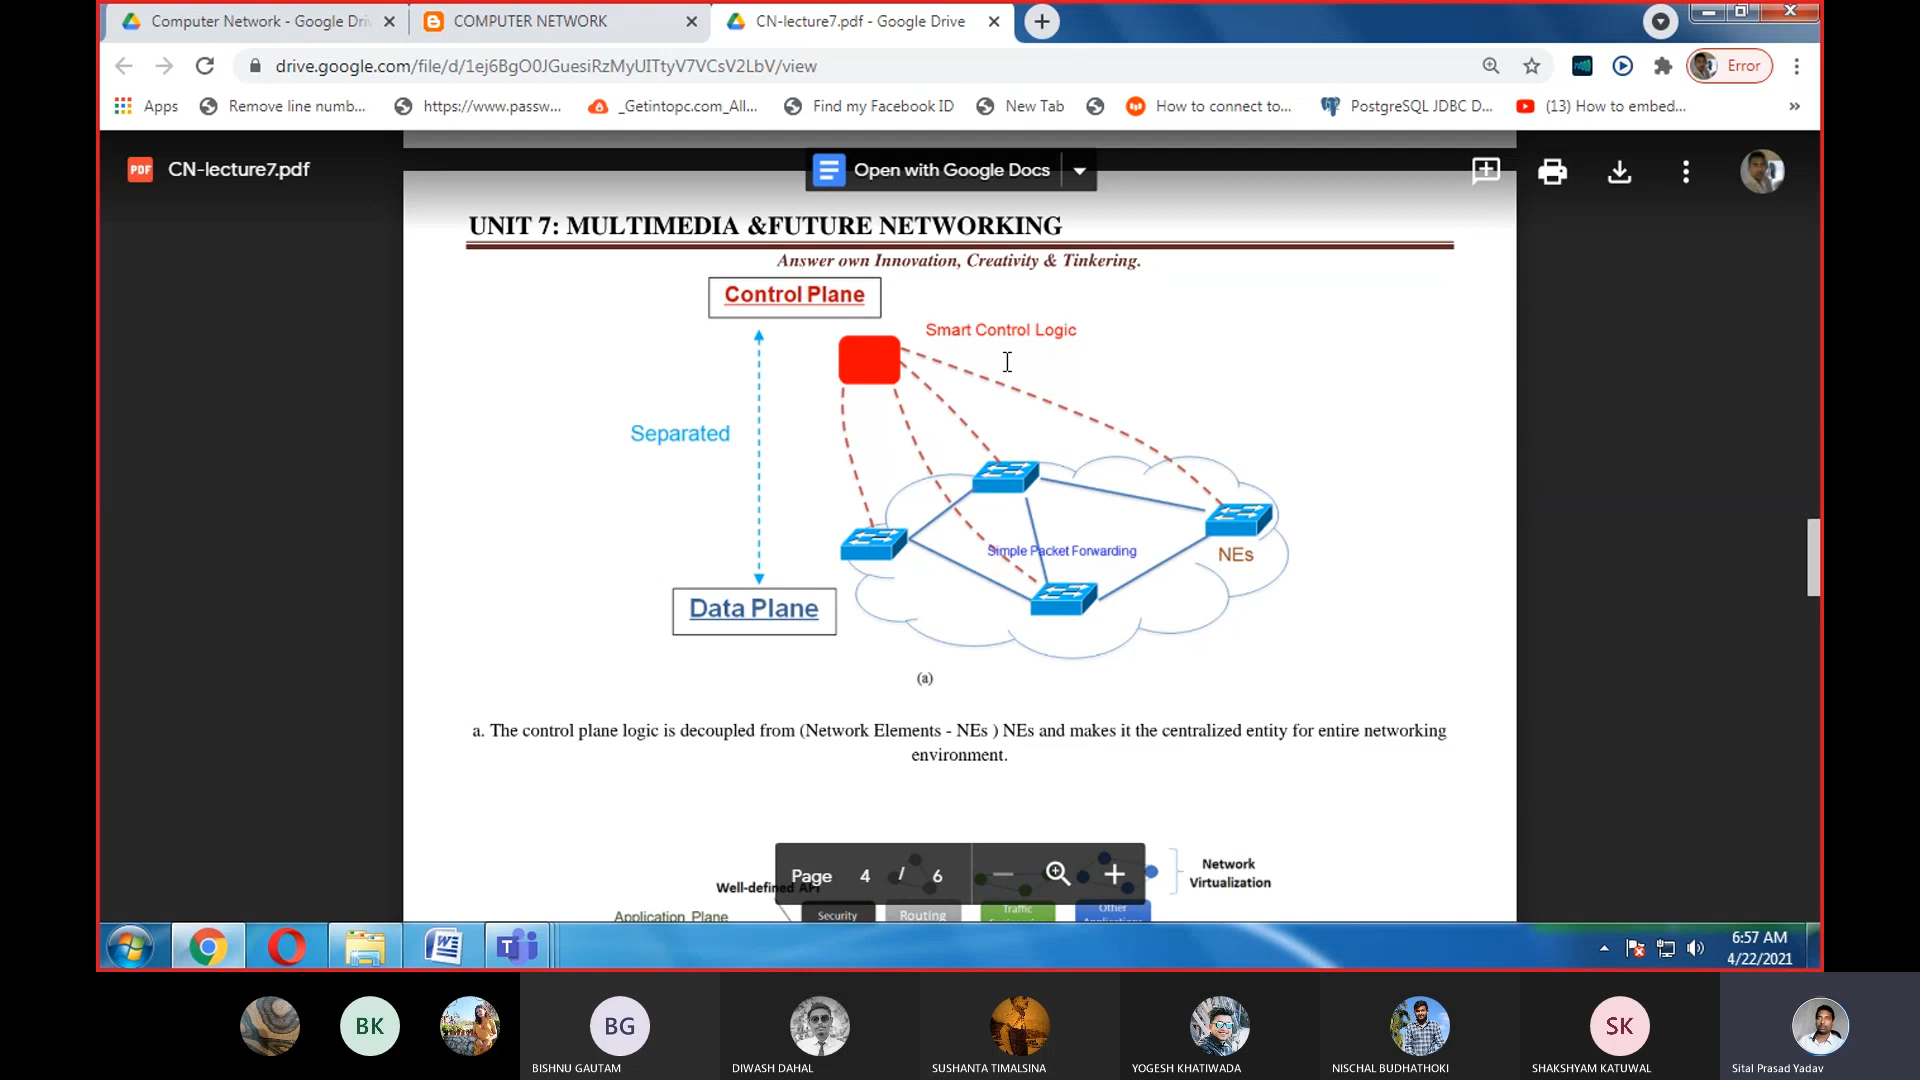 Computer Network - Google Dri
COMPUTER NETWORK
CN-lecture7.pdf - Google Drive
drive.google.com/file/d/1ej6BgO0JGuesiRzMyUITtyV7VCsV2LbV/view
Error
Apps
Remove line numb...
https://www.passw...
_Getintopc.com_All...
Find my Facebook ID
New Tab
How to connect to...
PostgreSQL JDBC D...
(13) How to embed...
»
PDF
CN-lecture7.pdf
Open with Google Docs
UNIT 7: MULTIMEDIA &FUTURE NETWORKING
Answer own Innovation, Creativity & Tinkering.
Control Plane
Smart Control Logic
Separated
Simple Packet Forwarding
NEs
Data Plane
(a)
a. The control plane logic is decoupled from (Network Elements - NEs ) NEs and makes it the centralized entity for entire networking
environment.
Page 4 / 6
Network
Virtualization
Well-defined API
Application Plane
Security
Routing
Traffic
Other
6:57 AM
4/22/2021
BK
BG
SK
BISHNU GAUTAM
DIWASH DAHAL
SUSHANTA TIMALSINA
YOGESH KHATIWADA
NISCHAL BUDHATHOKI
SHAKSHYAM KATUWAL
Sital Prasad Yadav